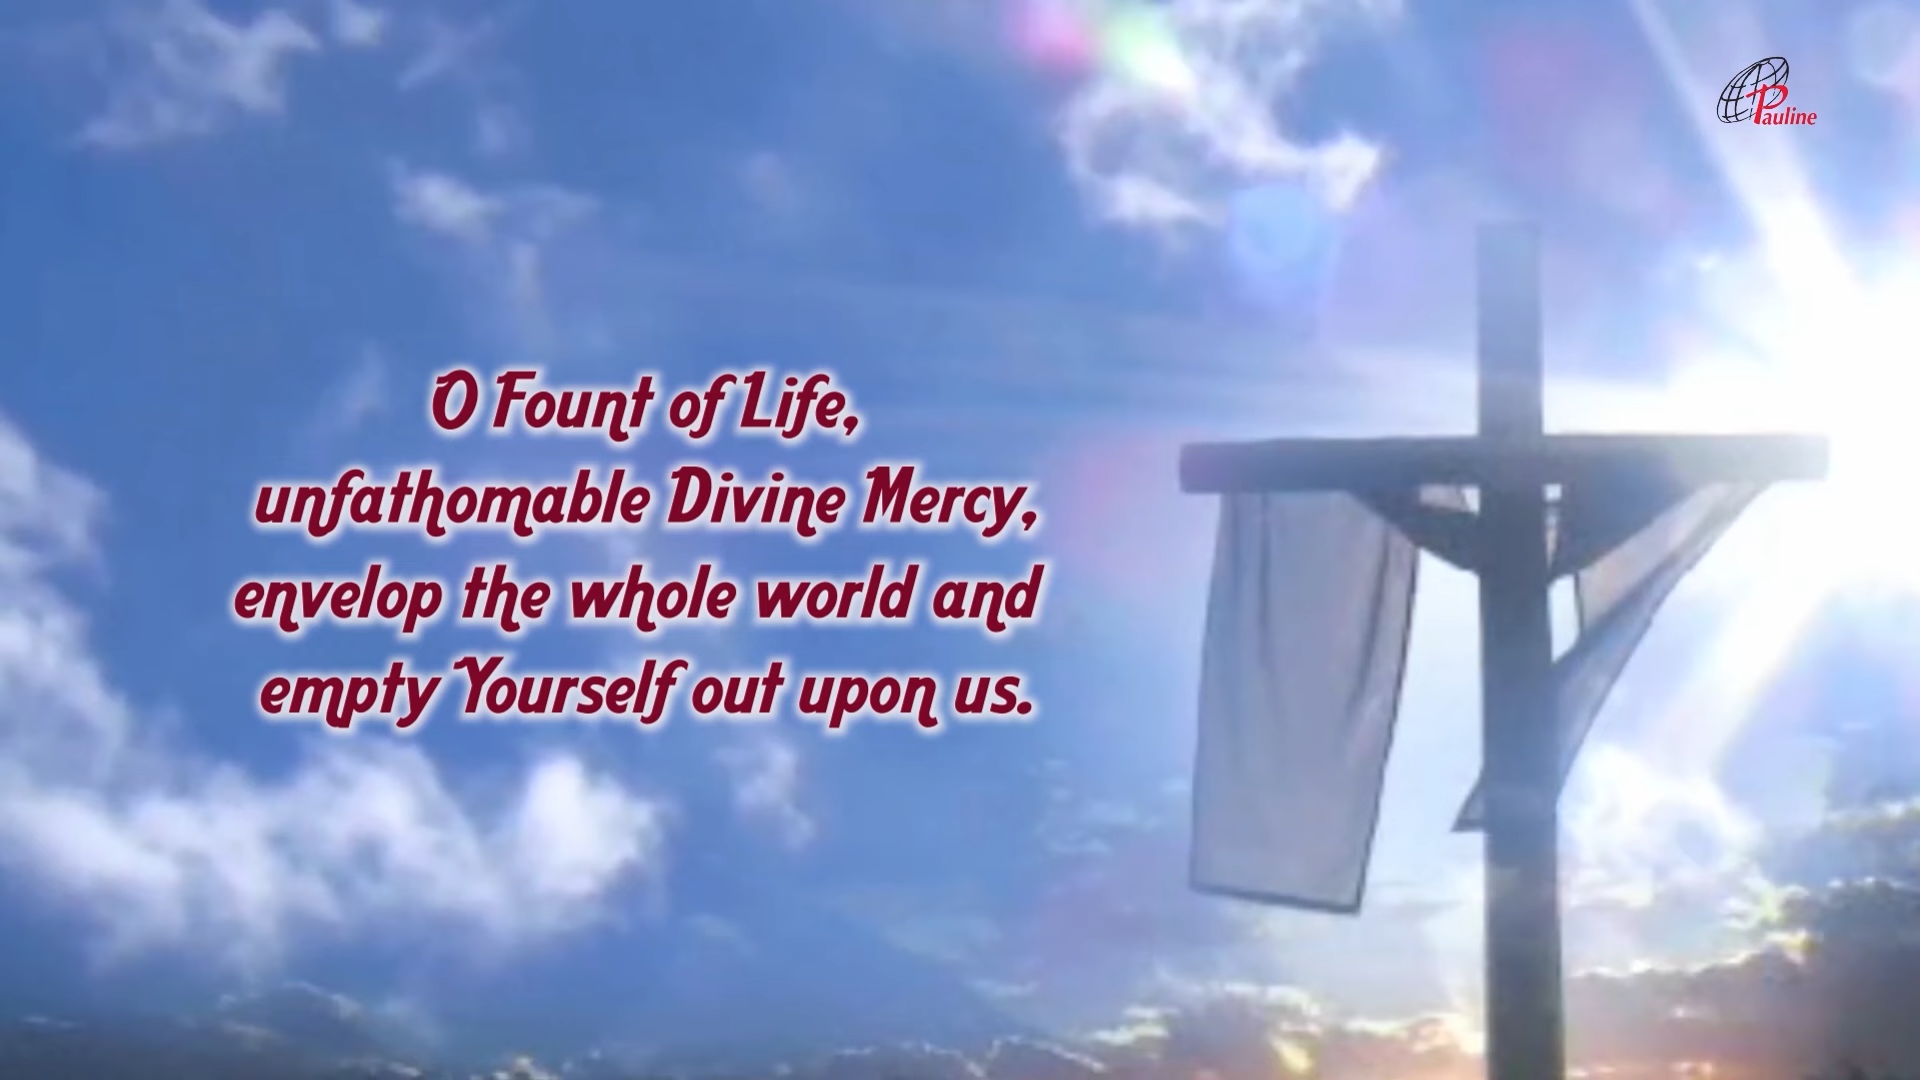 Pauline
O Fount of Life,
unfathomable Divine Mercy,
envelop the whole world and
empty Yourself out upon us.